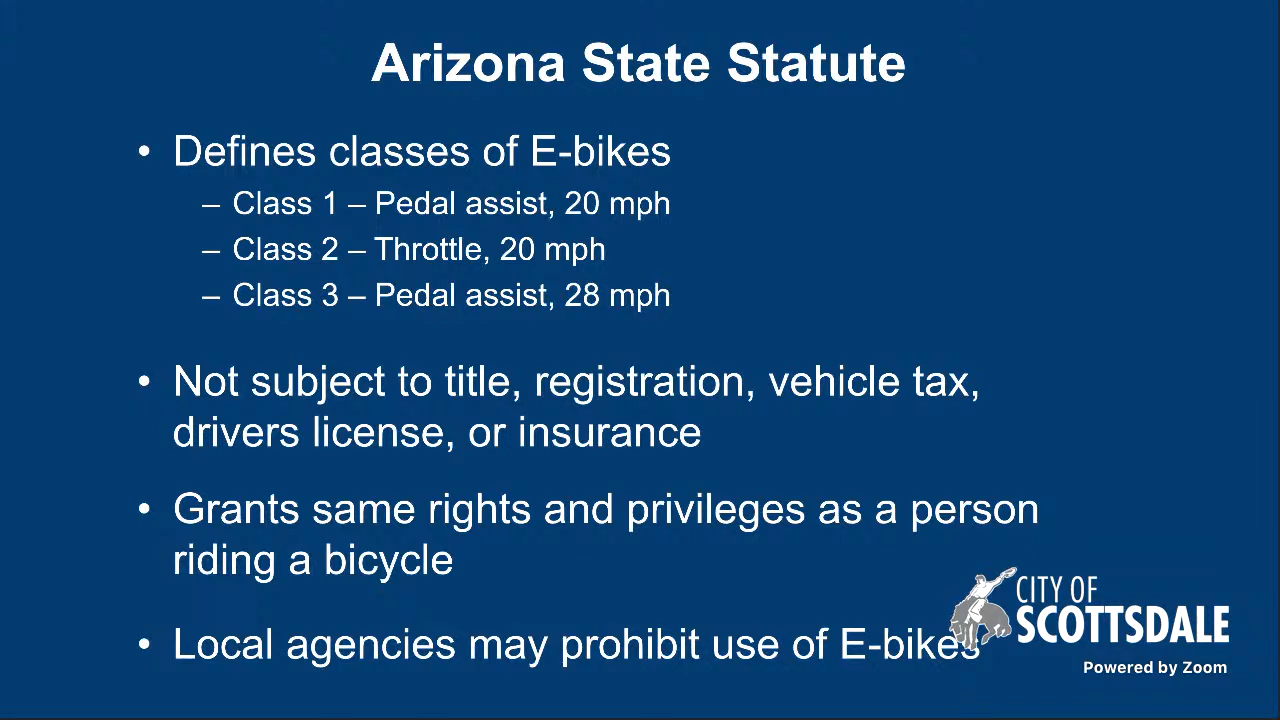 Arizona State Statute
• Defines classes of E-bikes
– Class 1 – Pedal assist, 20 mph
– Class 2 – Throttle, 20 mph
– Class 3 – Pedal assist, 28 mph
• Not subject to title, registration, vehicle tax,
drivers license, or insurance
• Grants same rights and privileges as a person
riding a bicycle
• Local agencies may prohibit use of E-bikes
CITY OF
SCOTTSDALE
Powered by Zoom